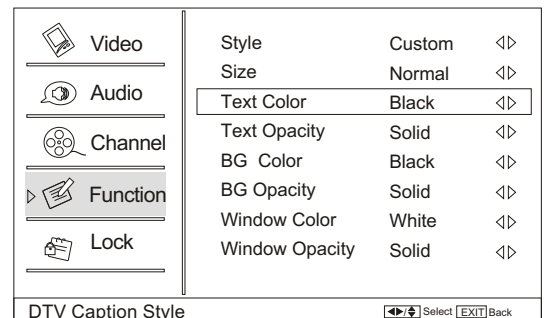 Video
Audio
Channel
Function
Lock
Style Custom
Size Normal
Text Color Black
Text Opacity Solid
BG Color Black
BG Opacity Solid
Window Color White
Window Opacity Solid
DTV Caption Style Select EXIT Back